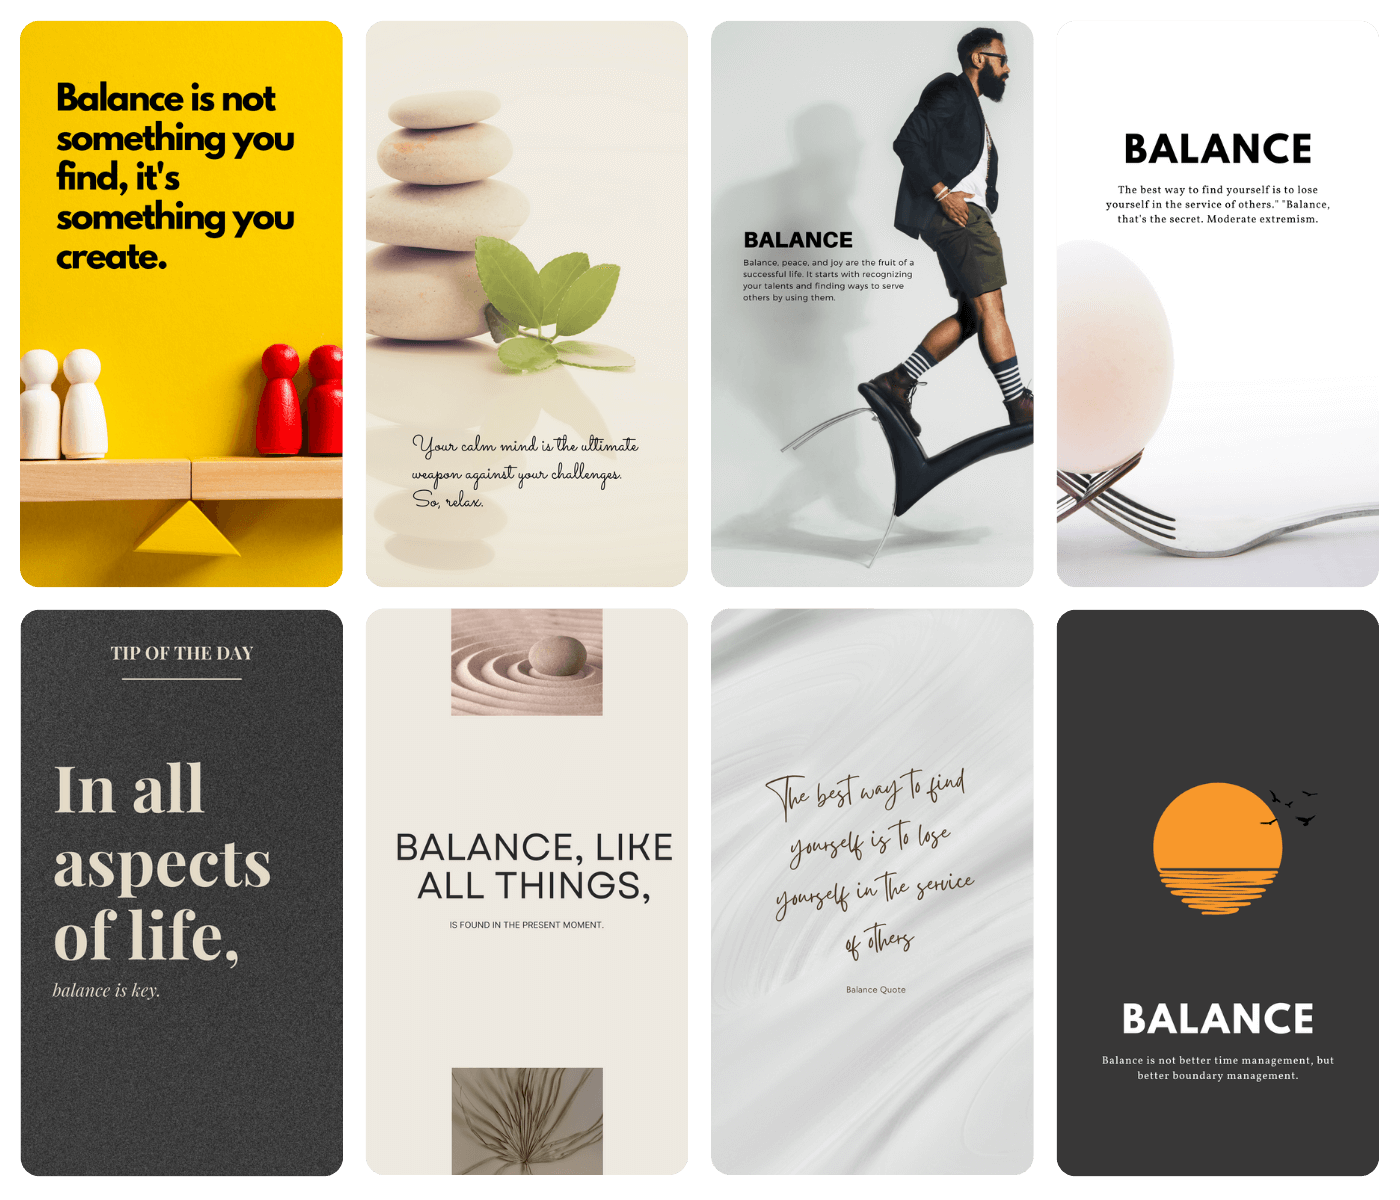 Balance is not
something you
find, it's
something you
create.
Your calm mind is the ultimate
weapon against your challenges.
So, relax.
BALANCE
Balance, peace, and joy are the fruit of a
successful life. It starts with recognizing
your talents and finding ways to serve
others by using them.
BALANCE
The best way to find yourself is to lose
yourself in the service of others." "Balance,
that's the secret. Moderate extremism.
TIP OF THE DAY
In all
aspects
of life,
balance is key.
BALANCE, LIKE
ALL THINGS,
IS FOUND IN THE PRESENT MOMENT.
The best way to find
yourself is to lose
yourself in the service
of others
Balance Quote
BALANCE
Balance is not better time management, but
better boundary management.